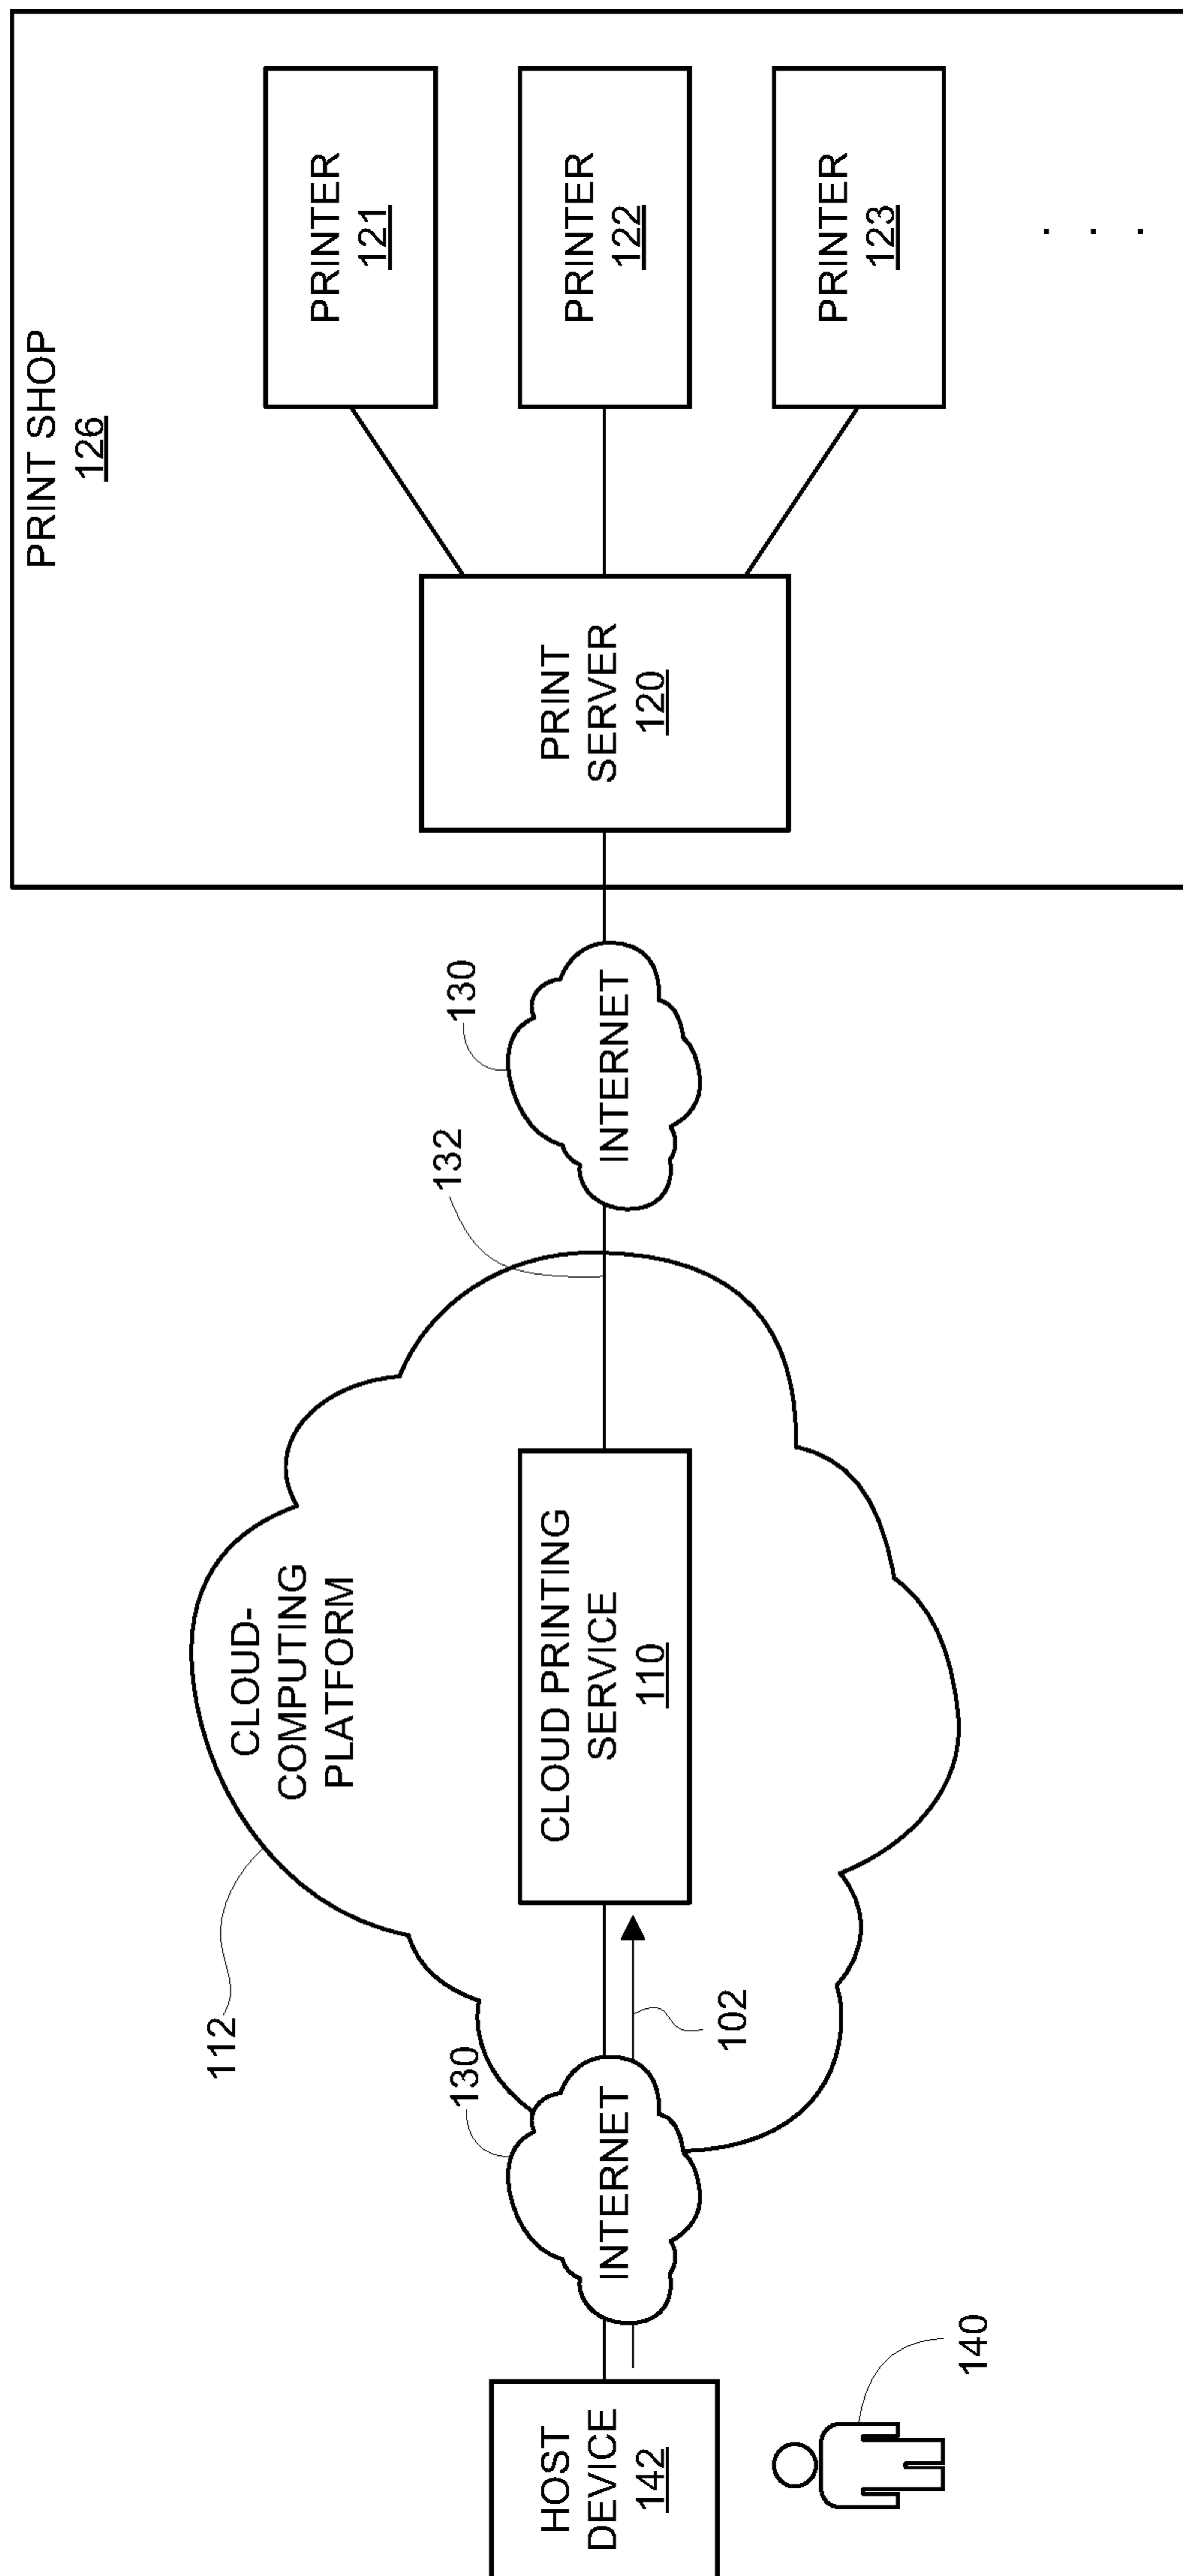 PRINT SHOP
126
PRINTER
121
PRINTER
122
PRINTER
123
. . .
PRINT
SERVER
120
130
INTERNET
132
CLOUD-
COMPUTING
PLATFORM
112
CLOUD PRINTING
SERVICE
110
102
130
INTERNET
HOST
DEVICE
142
140